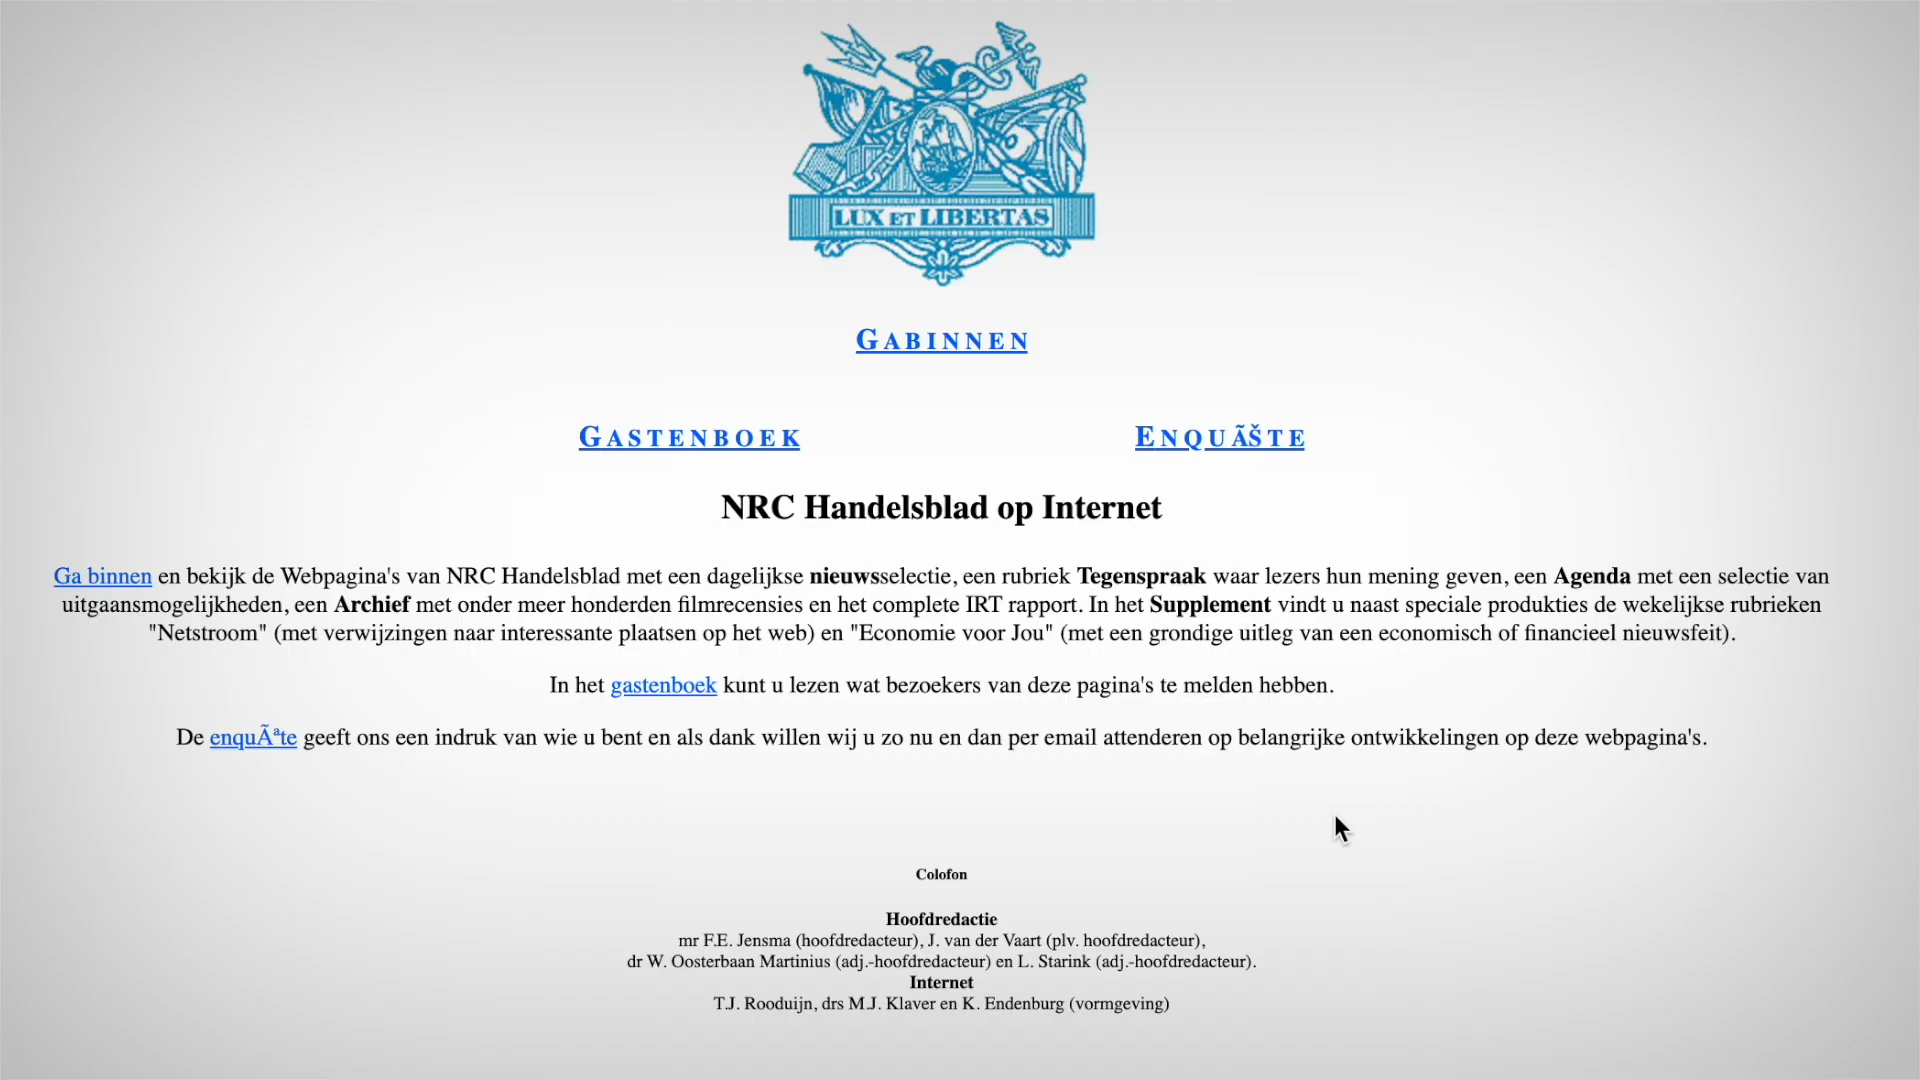 LUX ET LIBERTAS
GABINNEN
GASTENBOEK ENQUÃŠTE
NRC Handelsblad op Internet
Ga binnen en bekijk de Webpagina's van NRC Handelsblad met een dagelijkse nieuwsselectie, een rubriek Tegenspraak waar lezers hun mening geven, een Agenda met een selectie van
uitgaansmogelijkheden, een Archief met onder meer honderden filmrecensies en het complete IRT rapport. In het Supplement vindt u naast speciale produkties de wekelijkse rubrieken
"Netstroom" (met verwijzingen naar interessante plaatsen op het web) en "Economie voor Jou" (met een grondige uitleg van een economisch of financieel nieuwsfeit).
In het gastenboek kunt u lezen wat bezoekers van deze pagina's te melden hebben.
De enquÃªte geeft ons een indruk van wie u bent en als dank willen wij u zo nu en dan per email attenderen op belangrijke ontwikkelingen op deze webpagina's.
Colofon
Hoofdredactie
mr F.E. Jensma (hoofdredacteur), J. van der Vaart (plv. hoofdredacteur),
dr W. Oosterbaan Martinius (adj.-hoofdredacteur) en L. Starink (adj.-hoofdredacteur).
Internet
T.J. Rooduijn, drs M.J. Klaver en K. Endenburg (vormgeving)